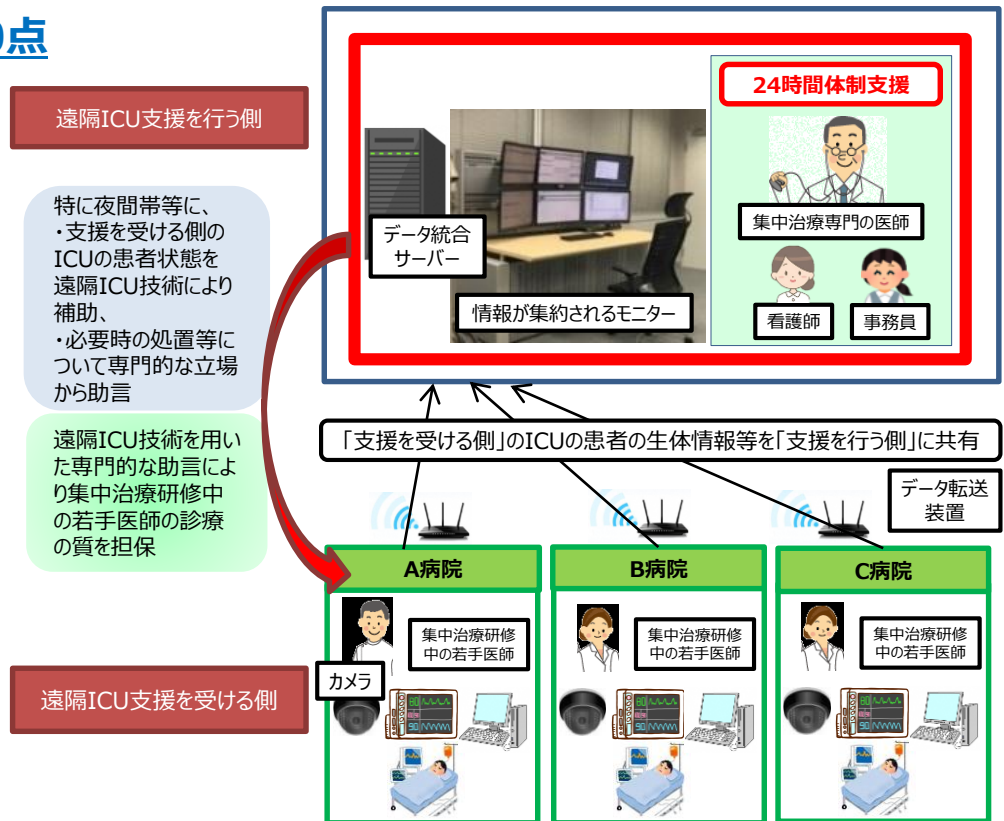 点
遠隔ICU支援を行う側
24時間体制支援
集中治療専門の医師
データ統合
サーバー
情報が集約されるモニター
看護師
事務員
特に夜間帯等に、
・支援を受ける側の
ICUの患者状態を
遠隔ICU技術により
補助、
・必要時の処置等に
ついて専門的な立場
から助言
遠隔ICU技術を用い
た専門的な助言によ
り集中治療研修中
の若手医師の診療
の質を担保
「支援を受ける側」のICUの患者の生体情報等を「支援を行う側」に共有
データ転送
装置
A病院
B病院
C病院
集中治療研修
中の若手医師
集中治療研修
中の若手医師
集中治療研修
中の若手医師
カメラ
遠隔ICU支援を受ける側
80
90
80
90
80
90